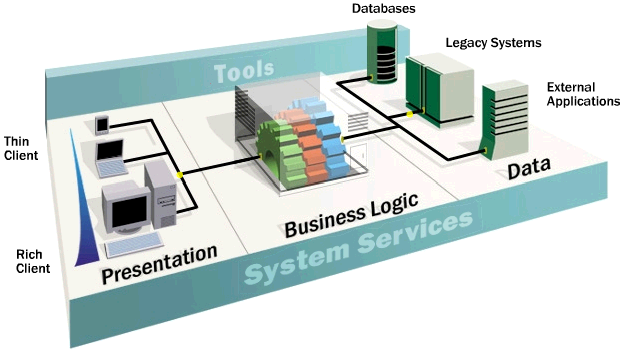 Databases
Legacy Systems
Tools
External
Applications
Thin
Client
Data
Business Logic
Rich
Client
Presentation
System Services